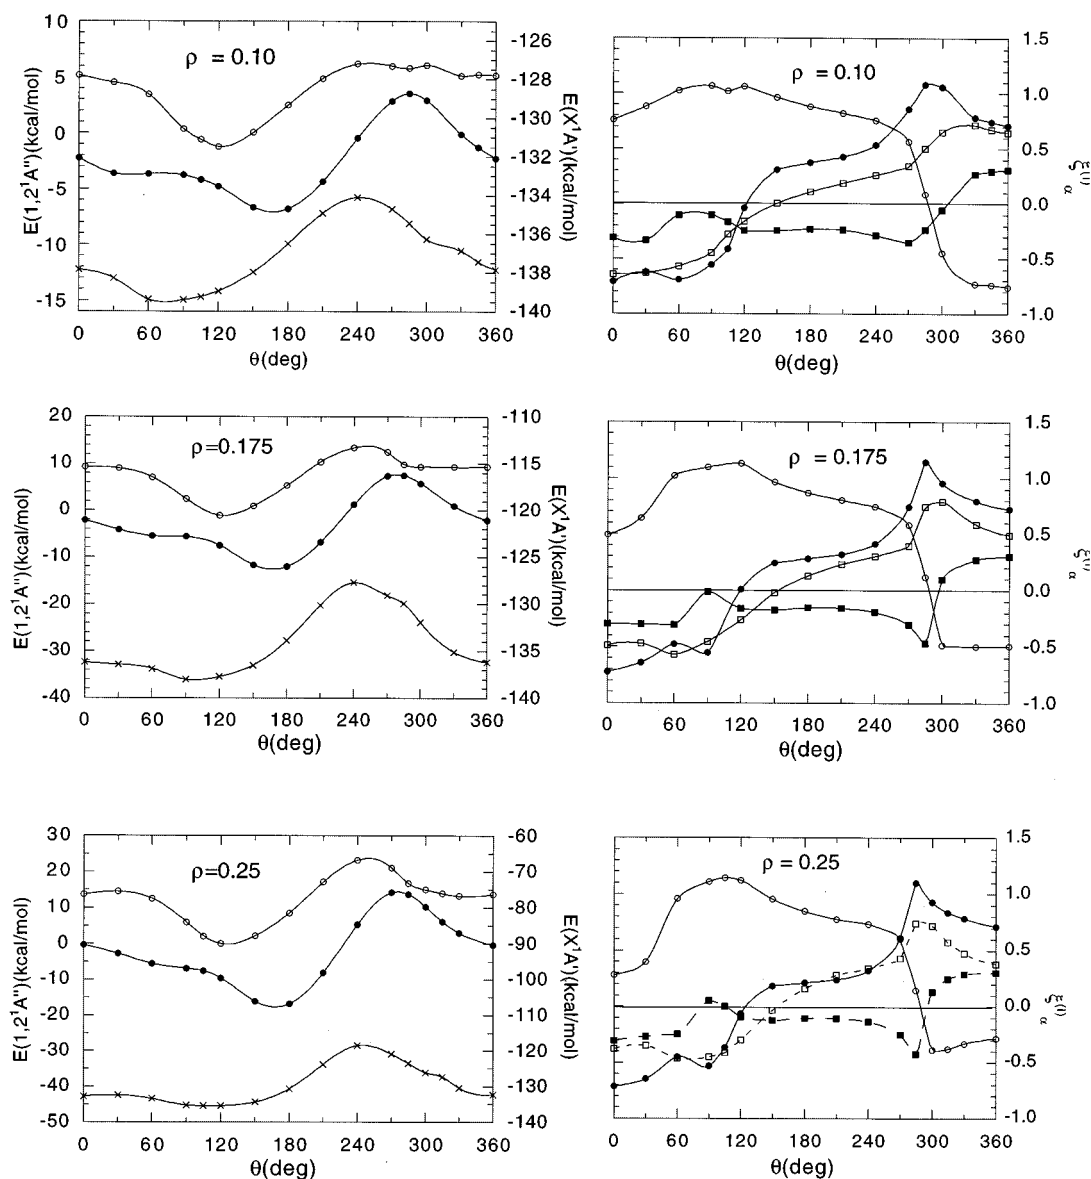 10
5
0
-5
-10
-15
E(1,2¹A")(kcal/mol)
ρ = 0.10
-126
-128
-130
-132
-134
-136
-138
-140
E(X¹A')(kcal/mol)
0 60 120 180 240 300 360
θ(deg)
ρ = 0.10
1.5
1.0
0.5
0.0
-0.5
-1.0
ξ(I)α
0 60 120 180 240 300 360
θ(deg)
20
10
0
-10
-20
-30
-40
E(1,2¹A")(kcal/mol)
ρ=0.175
-110
-115
-120
-125
-130
-135
-140
E(X¹A')(kcal/mol)
0 60 120 180 240 300 360
θ(deg)
ρ = 0.175
1.5
1.0
0.5
0.0
-0.5
-1.0
ξ(I)α
0 60 120 180 240 300 360
θ(deg)
30
20
10
0
-10
-20
-30
-40
-50
E(1,2¹A")(kcal/mol)
ρ=0.25
-60
-70
-80
-90
-100
-110
-120
-130
-140
E(X¹A')(kcal/mol)
0 60 120 180 240 300 360
θ(deg)
ρ = 0.25
1.5
1.0
0.5
0.0
-0.5
-1.0
ξ(I)α
0 60 120 180 240 300 360
θ(deg)